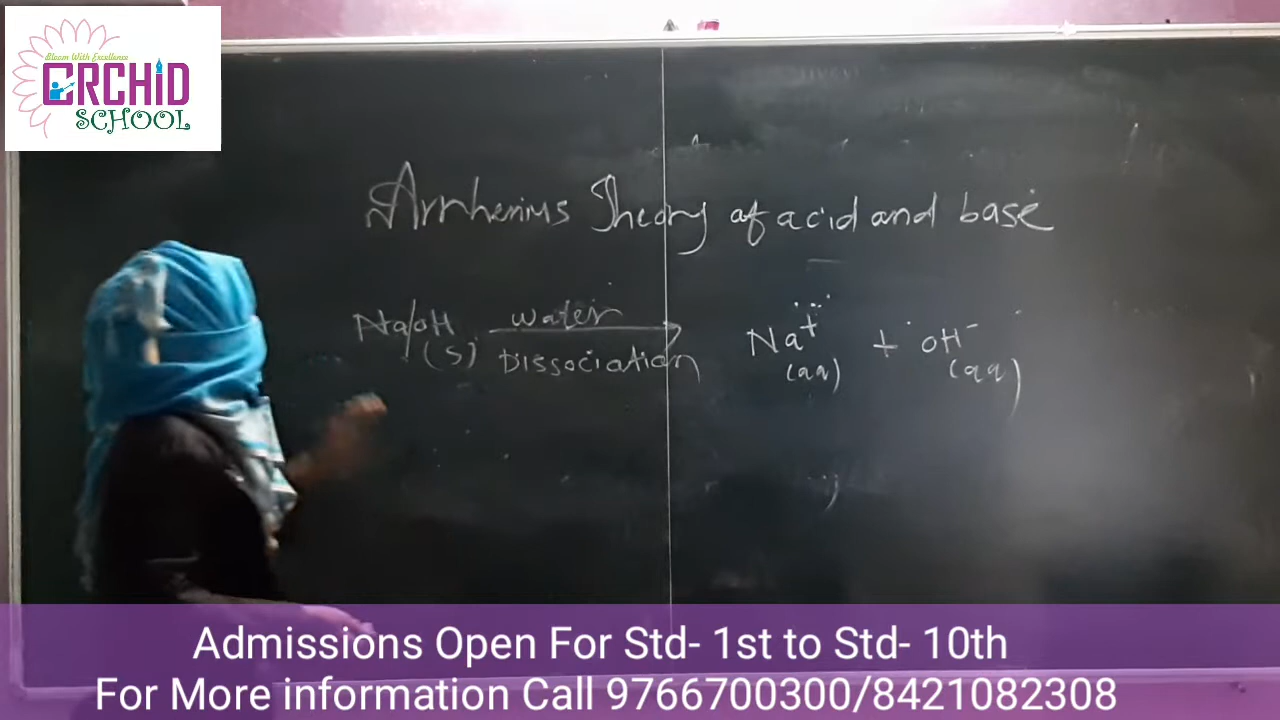 Bloom With Excellence
ORCHID
SCHOOL
Arrhenius Theory of acid and base
NaOH (s) water Dissociation Na+ (aq) + OH- (aq)
Admissions Open For Std- 1st to Std- 10th
For More information Call 9766700300/8421082308